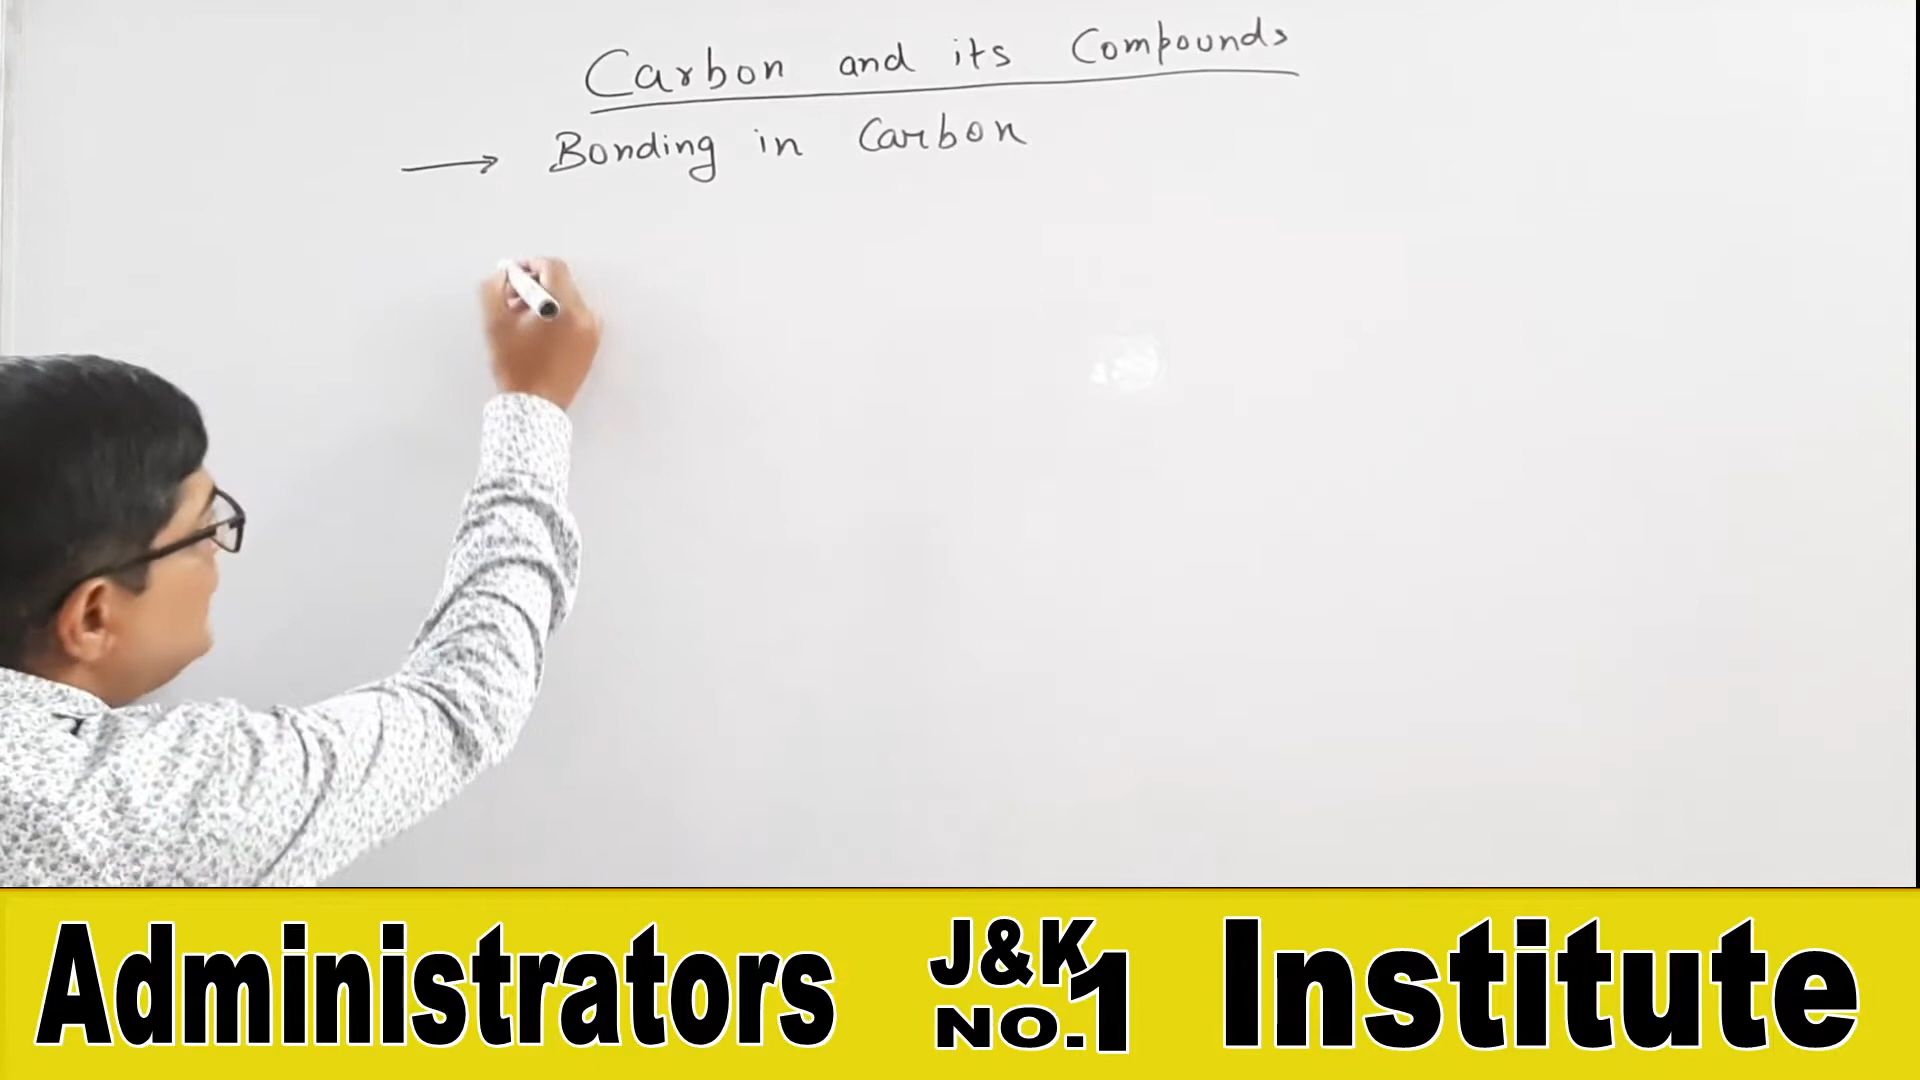 Carbon and its Compounds
→ Bonding in Carbon
Administrators J&K NO.1 Institute